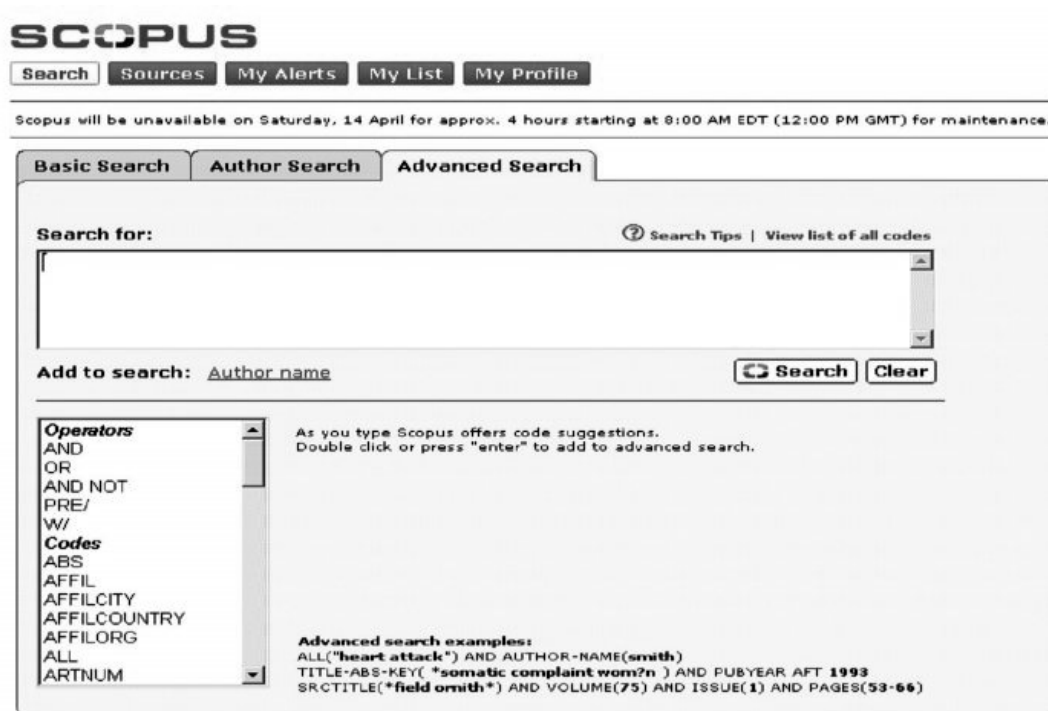 SCOPUS
Search Sources My Alerts My List My Profile
Scopus will be unavailable on Saturday, 14 April for approx. 4 hours starting at 8:00 AM EDT (12:00 PM GMT) for maintenance.
Basic Search Author Search Advanced Search
Search for:
? Search Tips | View list of all codes
Add to search: Author name
Search Clear
Operators
AND
OR
AND NOT
PRE/
W/
Codes
ABS
AFFIL
AFFILCITY
AFFILCOUNTRY
AFFILORG
ALL
ARTNUM
As you type Scopus offers code suggestions.
Double click or press "enter" to add to advanced search.
Advanced search examples:
ALL("heart attack") AND AUTHOR-NAME(smith)
TITLE-ABS-KEY( *somatic complaint wom?n ) AND PUBYEAR AFT 1993
SRCTITLE(*field ornith*) AND VOLUME(75) AND ISSUE(1) AND PAGES(53-66)